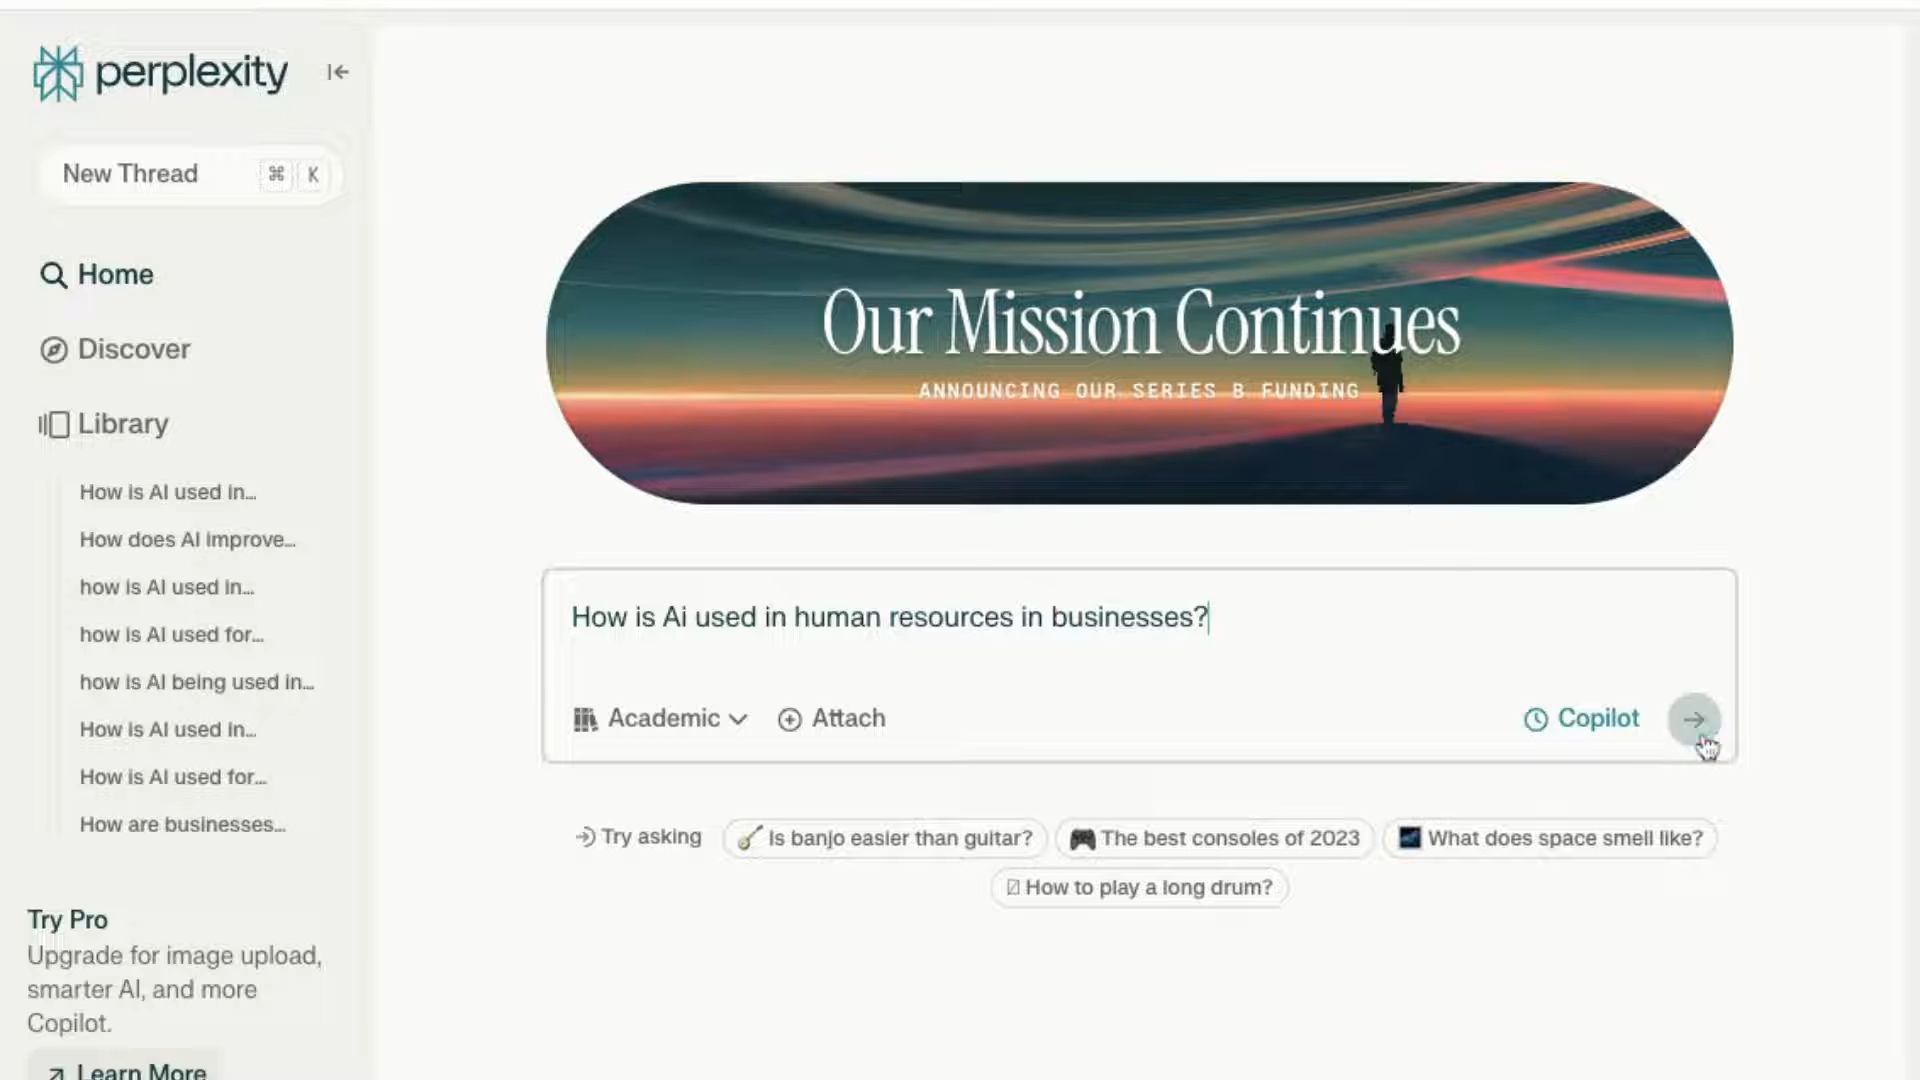 perplexity
New Thread ⌘ K
Home
Discover
Library
How is AI used in...
How does AI improve...
how is AI used in...
how is AI used for...
how is AI being used in...
How is AI used in...
How is AI used for...
How are businesses...
Try Pro
Upgrade for image upload,
smarter AI, and more
Copilot.
Learn More
Our Mission Continues
ANNOUNCING OUR SERIES B FUNDING
How is Ai used in human resources in businesses?
Academic
Attach
Copilot
Try asking
Is banjo easier than guitar?
The best consoles of 2023
What does space smell like?
How to play a long drum?